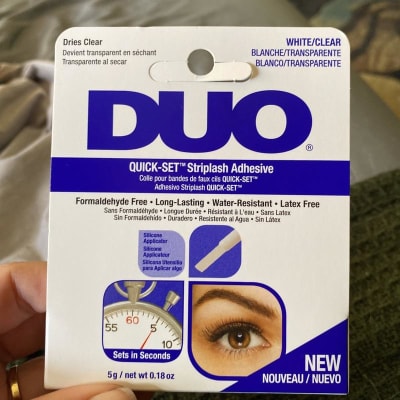 Dries Clear
Devient transparent en séchant
Transparente al secar
WHITE/CLEAR
BLANCHE/TRANSPARENTE
BLANCO/TRANSPARENTE
DUO®
QUICK-SET™ Striplash Adhesive
Colle pour bandes de faux cils QUICK-SET™
Adhesivo Striplash QUICK-SET™
Formaldehyde Free • Long-Lasting • Water-Resistant • Latex Free
Sans Formaldéhyde • Longue Durée • Résistant à L'eau • Sans Latex
Sin Formaldehído • Duradero • Resistente al Agua • Sin Látex
Silicone
Applicator
Silicone
Applicateur
Silicona Utensilio
para Aplicar algo
55 60 5 10
Sets in Seconds
5g / net wt 0.18oz
NEW
NOUVEAU / NUEVO